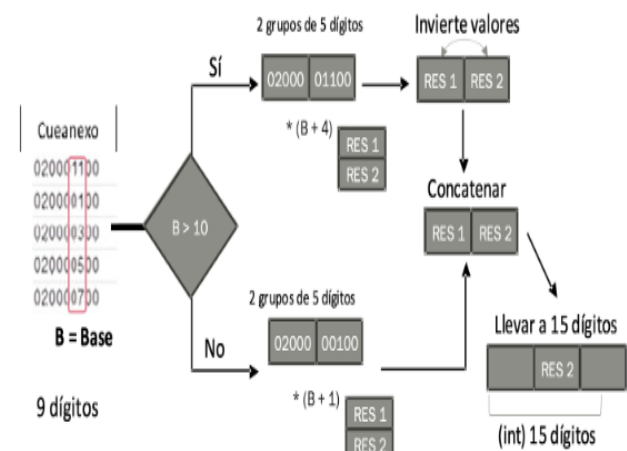 2 grupos de 5 dígitos
Invierte valores
Sí
02000 01100
RES 1 RES 2
* (B + 4)
RES 1
RES 2
Cueanexo
020001100
020000100
020000300
020000500
020000700
B = Base
9 dígitos
B > 10
Concatenar
RES 1 RES 2
No
2 grupos de 5 dígitos
02000 00100
* (B + 1)
RES 1
RES 2
Llevar a 15 dígitos
RES 2
(int) 15 dígitos